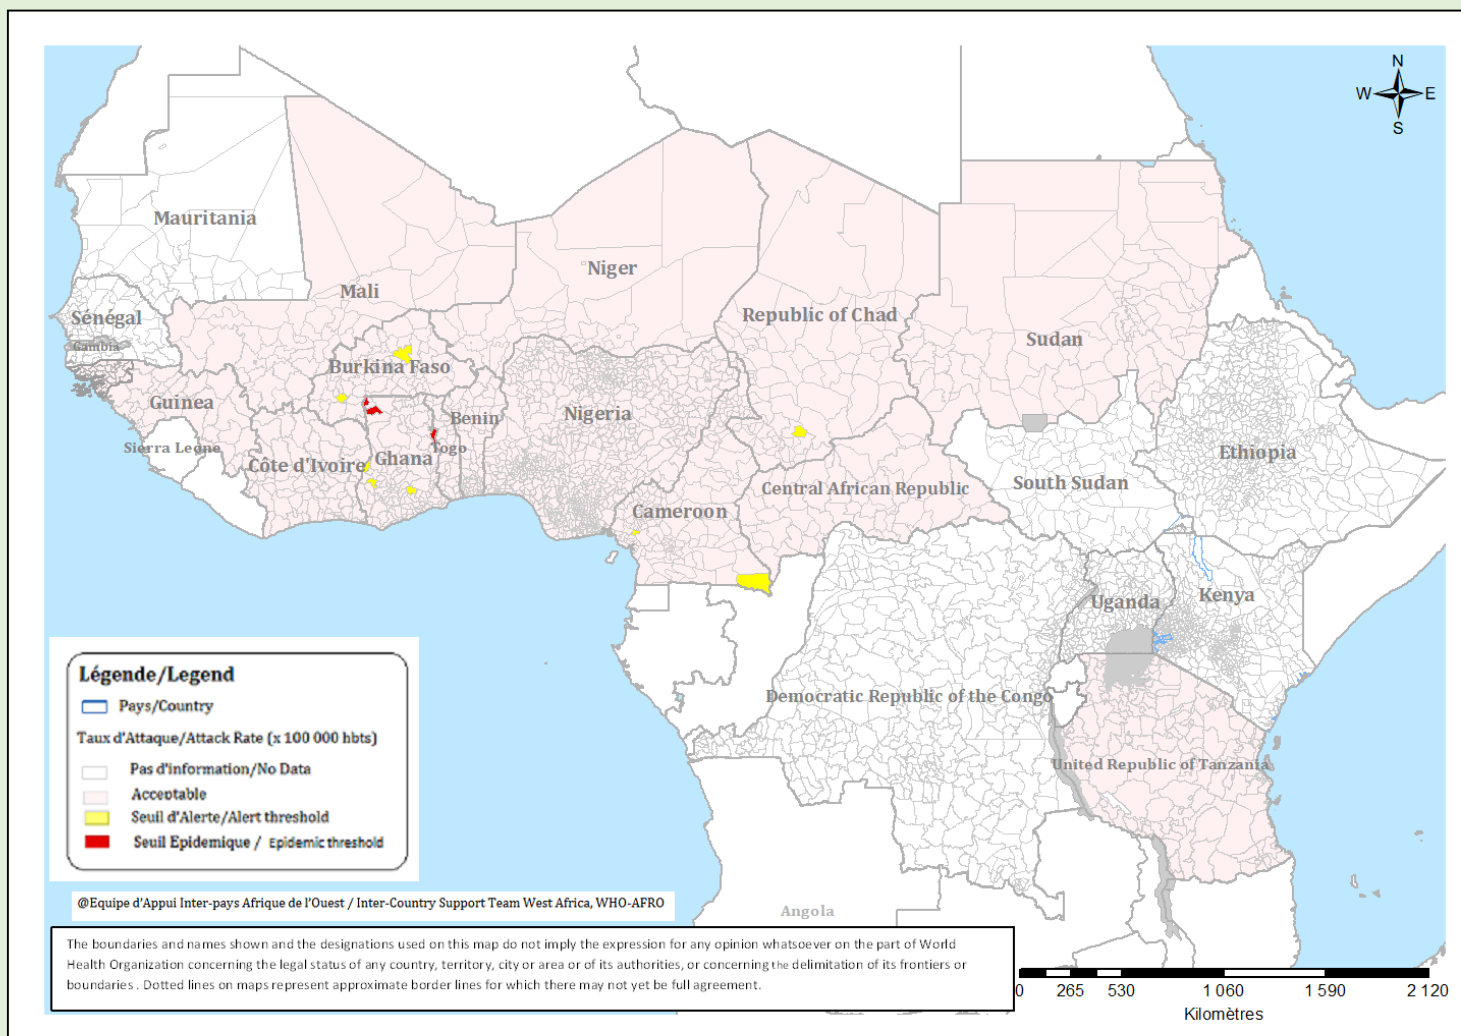 N
W
E
S
Mauritania
Niger
Mali
Republic of Chad
Sénégal
Gambia
Sudan
Burkina Faso
Guinea
Nigeria
Benin
Sierra Leone
Togo
Côte d'Ivoire
Ghana
Ethiopia
South Sudan
Central African Republic
Cameroon
Uganda
Kenya
Democratic Republic of the Congo
United Republic of Tanzania
Angola
Légende/Legend
Pays/Country
Taux d'Attaque/Attack Rate (x 100 000 hbts)
Pas d'information/No Data
Acceptable
Seuil d'Alerte/Alert threshold
Seuil Epidemique / Epidemic threshold
@Equipe d'Appui Inter-pays Afrique de l'Ouest / Inter-Country Support Team West Africa, WHO-AFRO
The boundaries and names shown and the designations used on this map do not imply the expression for any opinion whatsoever on the part of World
Health Organization concerning the legal status of any country, territory, city or area or of its authorities, or concerning the delimitation of its frontiers or
boundaries . Dotted lines on maps represent approximate border lines for which there may not yet be full agreement.
0 265 530 1 060 1 590 2 120
Kilomètres